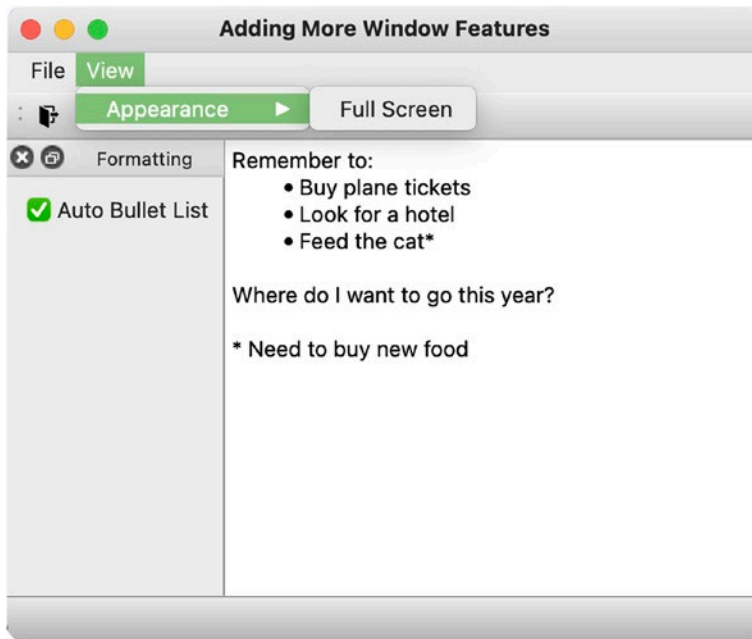 Adding More Window Features
File View
Appearance Full Screen
Formatting
Auto Bullet List
Remember to:
• Buy plane tickets
• Look for a hotel
• Feed the cat*
Where do I want to go this year?
* Need to buy new food